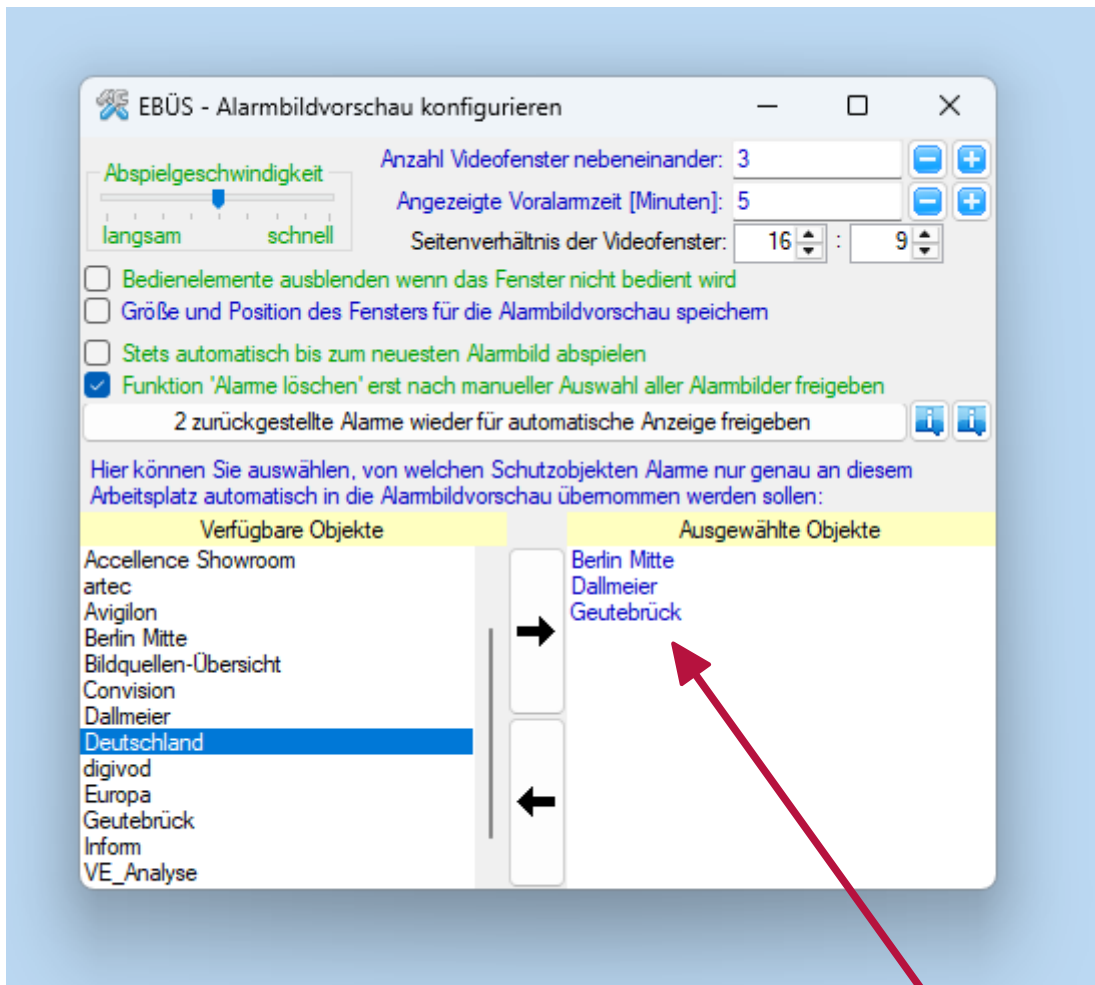 EBÜS - Alarmbildvorschau konfigurieren
Abspielgeschwindigkeit
langsam schnell
Anzahl Videofenster nebeneinander: 3
Angezeigte Voralarmzeit [Minuten]: 5
Seitenverhältnis der Videofenster: 16 : 9
Bedienelemente ausblenden wenn das Fenster nicht bedient wird
Größe und Position des Fensters für die Alarmbildvorschau speichern
Stets automatisch bis zum neuesten Alarmbild abspielen
Funktion 'Alarme löschen' erst nach manueller Auswahl aller Alarmbilder freigeben
2 zurückgestellte Alarme wieder für automatische Anzeige freigeben
Hier können Sie auswählen, von welchen Schutzobjekten Alarme nur genau an diesem
Arbeitsplatz automatisch in die Alarmbildvorschau übernommen werden sollen:
Verfügbare Objekte
Accellence Showroom
artec
Avigilon
Berlin Mitte
Bildquellen-Übersicht
Convision
Dallmeier
Deutschland
digivod
Europa
Geutebrück
Inform
VE_Analyse
Ausgewählte Objekte
Berlin Mitte
Dallmeier
Geutebrück